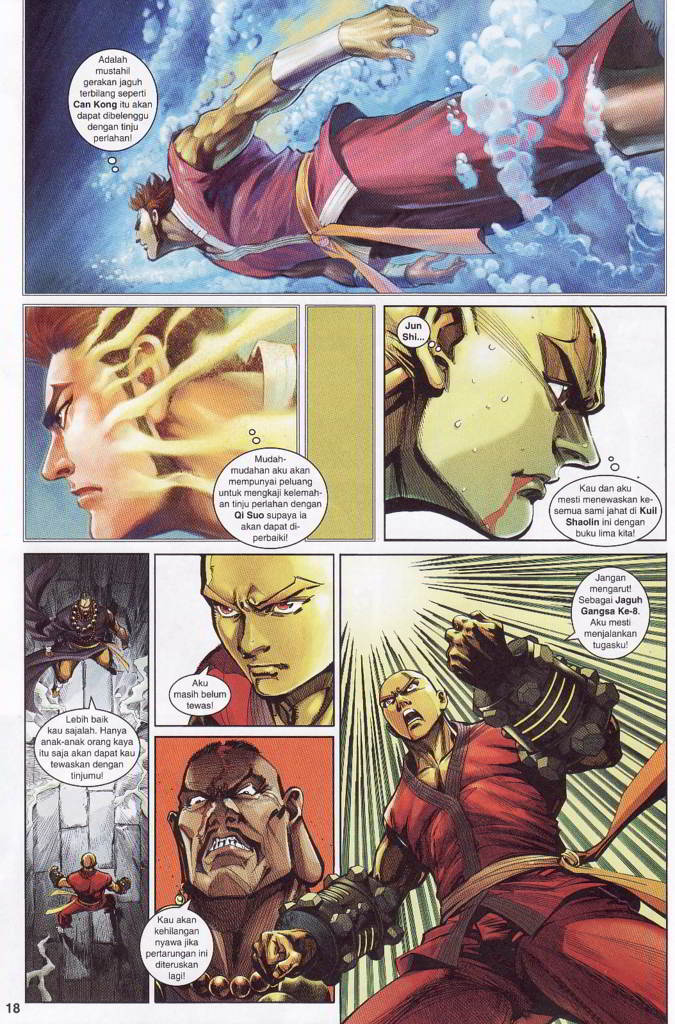 Adalah
mustahil
gerakan jaguh
terbilang seperti
Can Kong itu akan
dapat dibelenggu
dengan tinju
perlahan!
Mudah-
mudahan aku akan
mempunyai peluang
untuk mengkaji kelemah-
an tinju perlahan dengan
Qi Suo supaya ia
akan dapat di-
perbaiki!
Jun
Shi...
Kau dan aku
mesti menewaskan ke-
semua sami jahat di Kuil
Shaolin ini dengan
buku lima kita!
Lebih baik
kau sajalah. Hanya
anak-anak orang kaya
itu saja akan dapat kau
tewaskan dengan
tinjumu!
Aku
masih belum
tewas!
Kau akan
kehilangan
nyawa jika
pertarungan ini
diteruskan
lagi!
Jangan
mengarut!
Sebagai Jaguh
Gangsa Ke-8.
Aku mesti
menjalankan
tugasku!
18